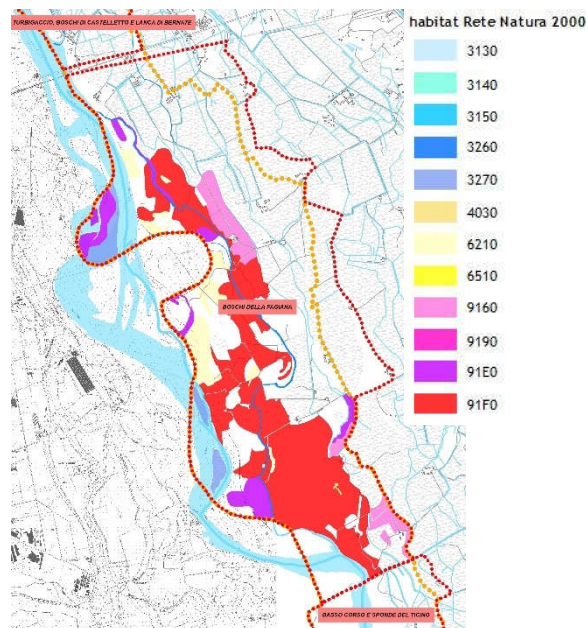 TURBIGACCIO, BOSCHI DI CASTELLETTO E LANCA DI BERNATE
habitat Rete Natura 2000
3130
3140
3150
3260
3270
4030
6210
6510
9160
9190
91E0
91F0
BOSCHI DELLA FAGIANA
BASSO CORSO E SPONDE DEL TICINO